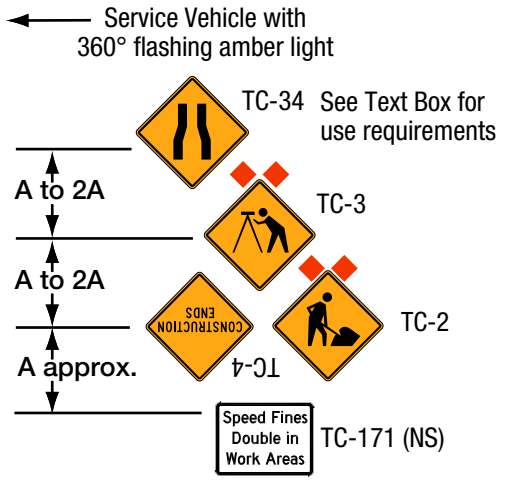 Service Vehicle with
360° flashing amber light
TC-34
See Text Box for
use requirements
A to 2A
TC-3
A to 2A
CONSTRUCTION
ENDS
TC-4
TC-2
A approx.
Speed Fines
Double in
Work Areas
TC-171 (NS)